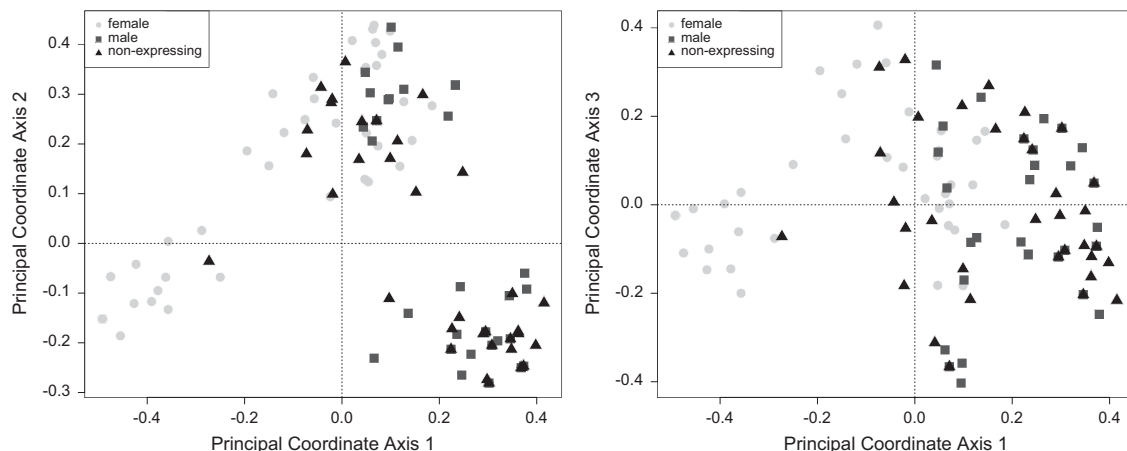 female
male
non-expressing
0.4
0.3
0.2
0.1
0.0
-0.1
-0.2
-0.3
Principal Coordinate Axis 2
-0.4
-0.2
0.0
0.2
0.4
Principal Coordinate Axis 1
female
male
non-expressing
0.4
0.2
0.0
-0.2
-0.4
Principal Coordinate Axis 3
-0.4
-0.2
0.0
0.2
0.4
Principal Coordinate Axis 1